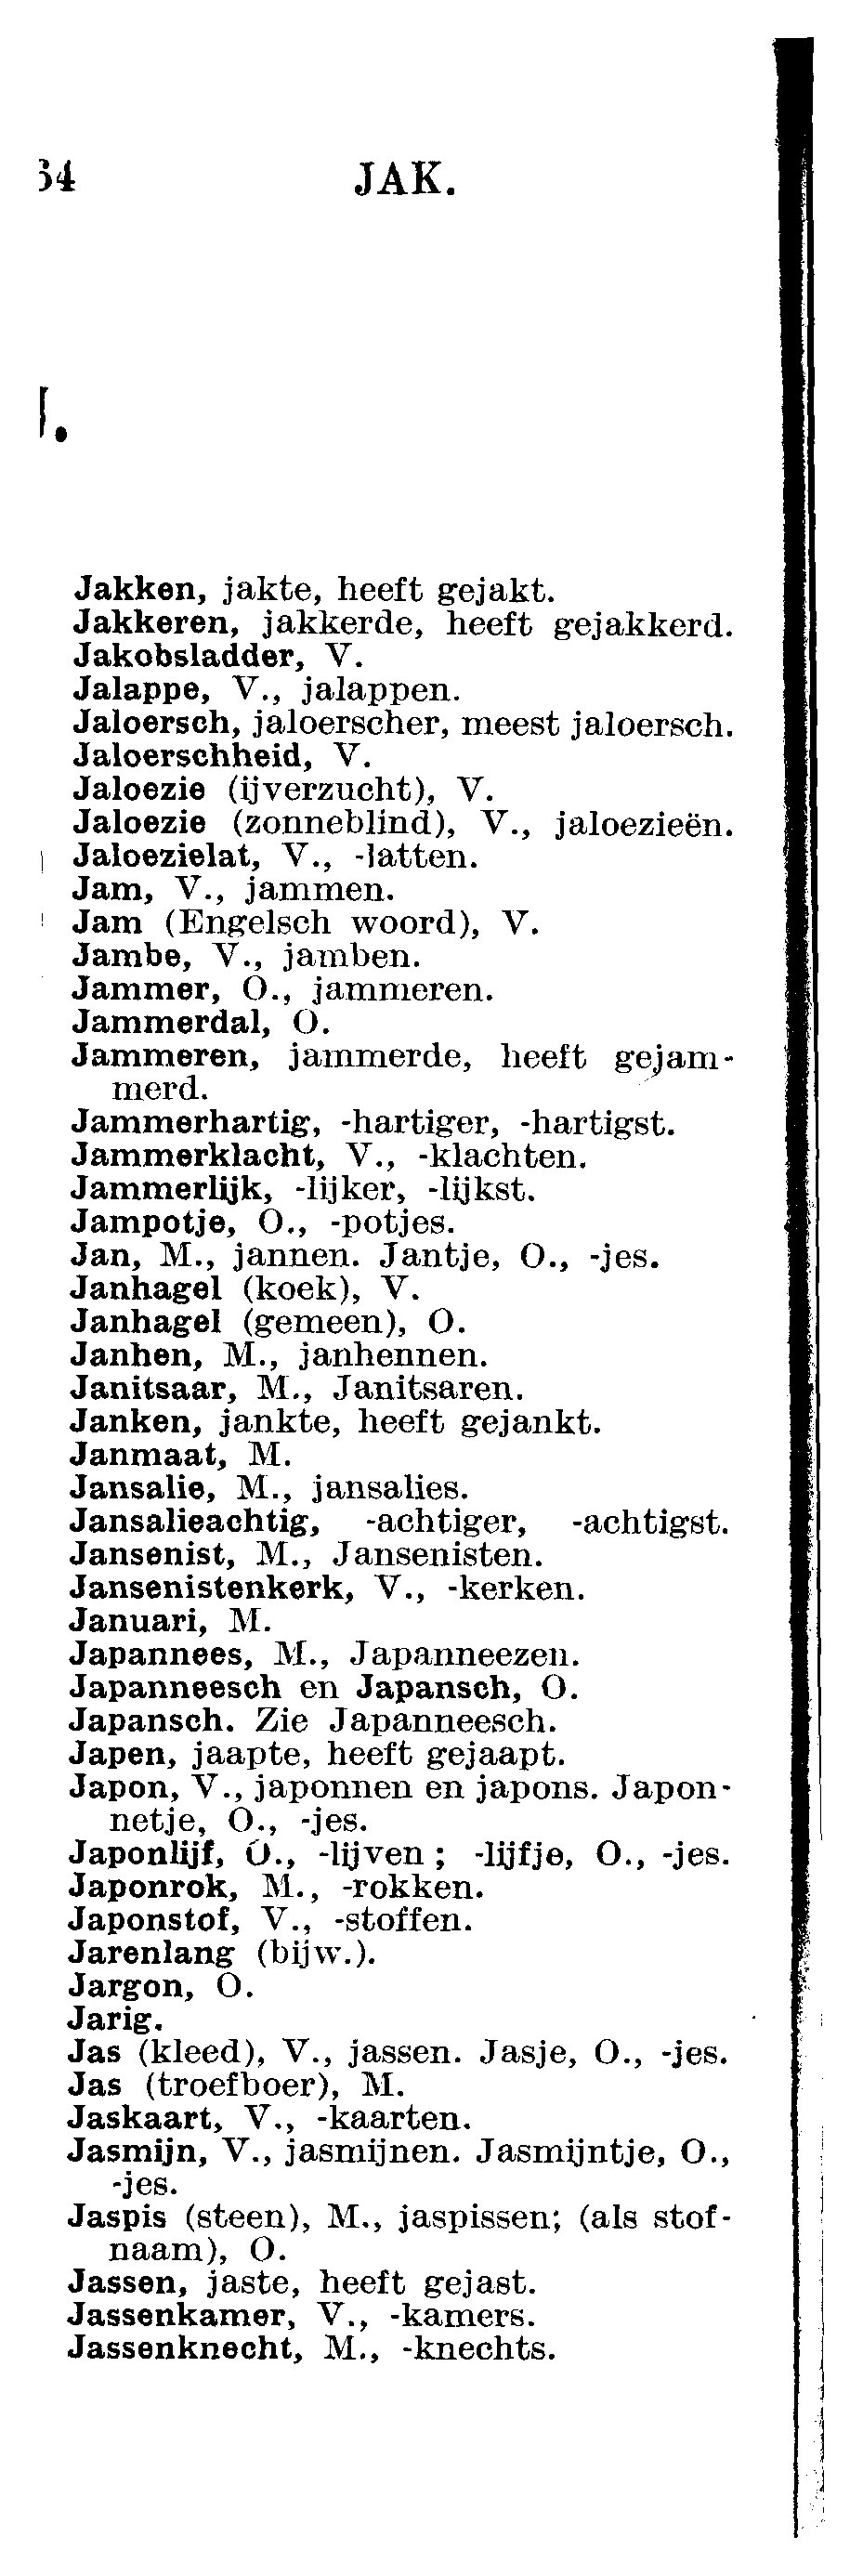 34 JAK.
J.
Jakken, jakte, heeft gejakt.
Jakkeren, jakkerde, heeft gejakkerd.
Jakobsladder, V.
Jalappe, V., jalappen.
Jaloersch, jaloerscher, meest jaloersch.
Jaloerschheid, V.
Jaloezie (ijverzucht), V.
Jaloezie (zonneblind), V., jaloezieën.
Jaloezielat, V., -latten.
Jam, V., jammen.
Jam (Engelsch woord), V.
Jambe, V., jamben.
Jammer, O., jammeren.
Jammerdal, O.
Jammeren, jammerde, heeft gejam-
merd.
Jammerhartig, -hartiger, -hartigst.
Jammerklacht, V., -klachten.
Jammerlijk, -lijker, -lijkst.
Jampotje, O., -potjes.
Jan, M., jannen. Jantje, O., -jes.
Janhagel (koek), V.
Janhagel (gemeen), O.
Janhen, M., janhennen.
Janitsaar, M., Janitsaren.
Janken, jankte, heeft gejankt.
Janmaat, M.
Jansalie, M., jansalies.
Jansalieachtig, -achtiger, -achtigst.
Jansenist, M., Jansenisten.
Jansenistenkerk, V., -kerken.
Januari, M.
Japannees, M., Japanneezen.
Japanneesch en Japansch, O.
Japansch. Zie Japanneesch.
Japen, jaapte, heeft gejaapt.
Japon, V., japonnen en japons. Japon-
netje, O., -jes.
Japonlijf, O., -lijven; -lijfje, O., -jes.
Japonrok, M., -rokken.
Japonstof, V., -stoffen.
Jarenlang (bijw.).
Jargon, O.
Jarig.
Jas (kleed), V., jassen. Jasje, O., -jes.
Jas (troefboer), M.
Jaskaart, V., -kaarten.
Jasmijn, V., jasmijnen. Jasmijntje, O.,
-jes.
Jaspis (steen), M., jaspissen; (als stof-
naam), O.
Jassen, jaste, heeft gejast.
Jassenkamer, V., -kamers.
Jassenknecht, M., -knechts.